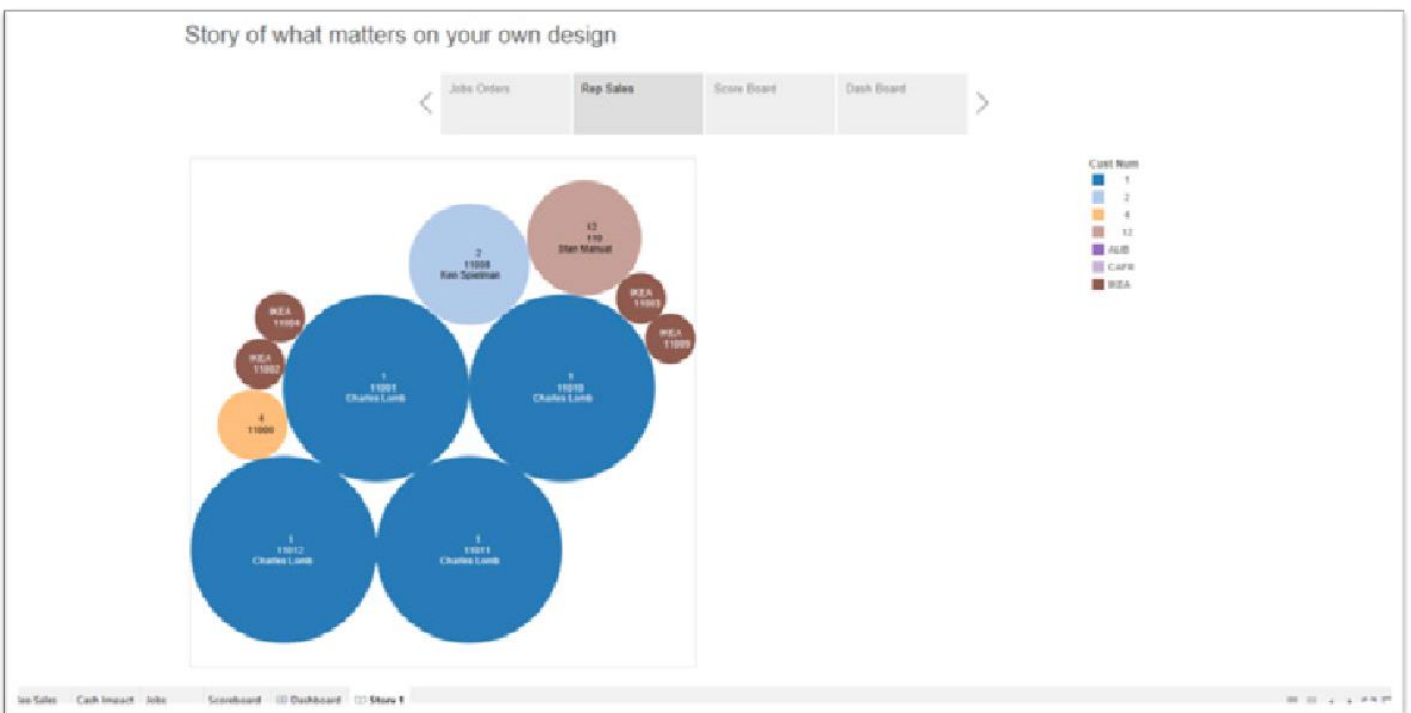 Story of what matters on your own design
Jobs Orders
Rep Sales
Score Board
Dash Board
Cust Num
1
2
4
12
AUB
CAFR
IKEA
12
110
Stan Manual
2
11008
Ken Spielman
IKEA
11003
IKEA
11009
IKEA
11004
IKEA
11002
1
11001
Charles Lomb
1
11010
Charles Lomb
4
11000
1
11012
Charles Lomb
1
11011
Charles Lomb
Sales
Cash Impact
Jobs
Scoreboard
Dashboard
Story 1